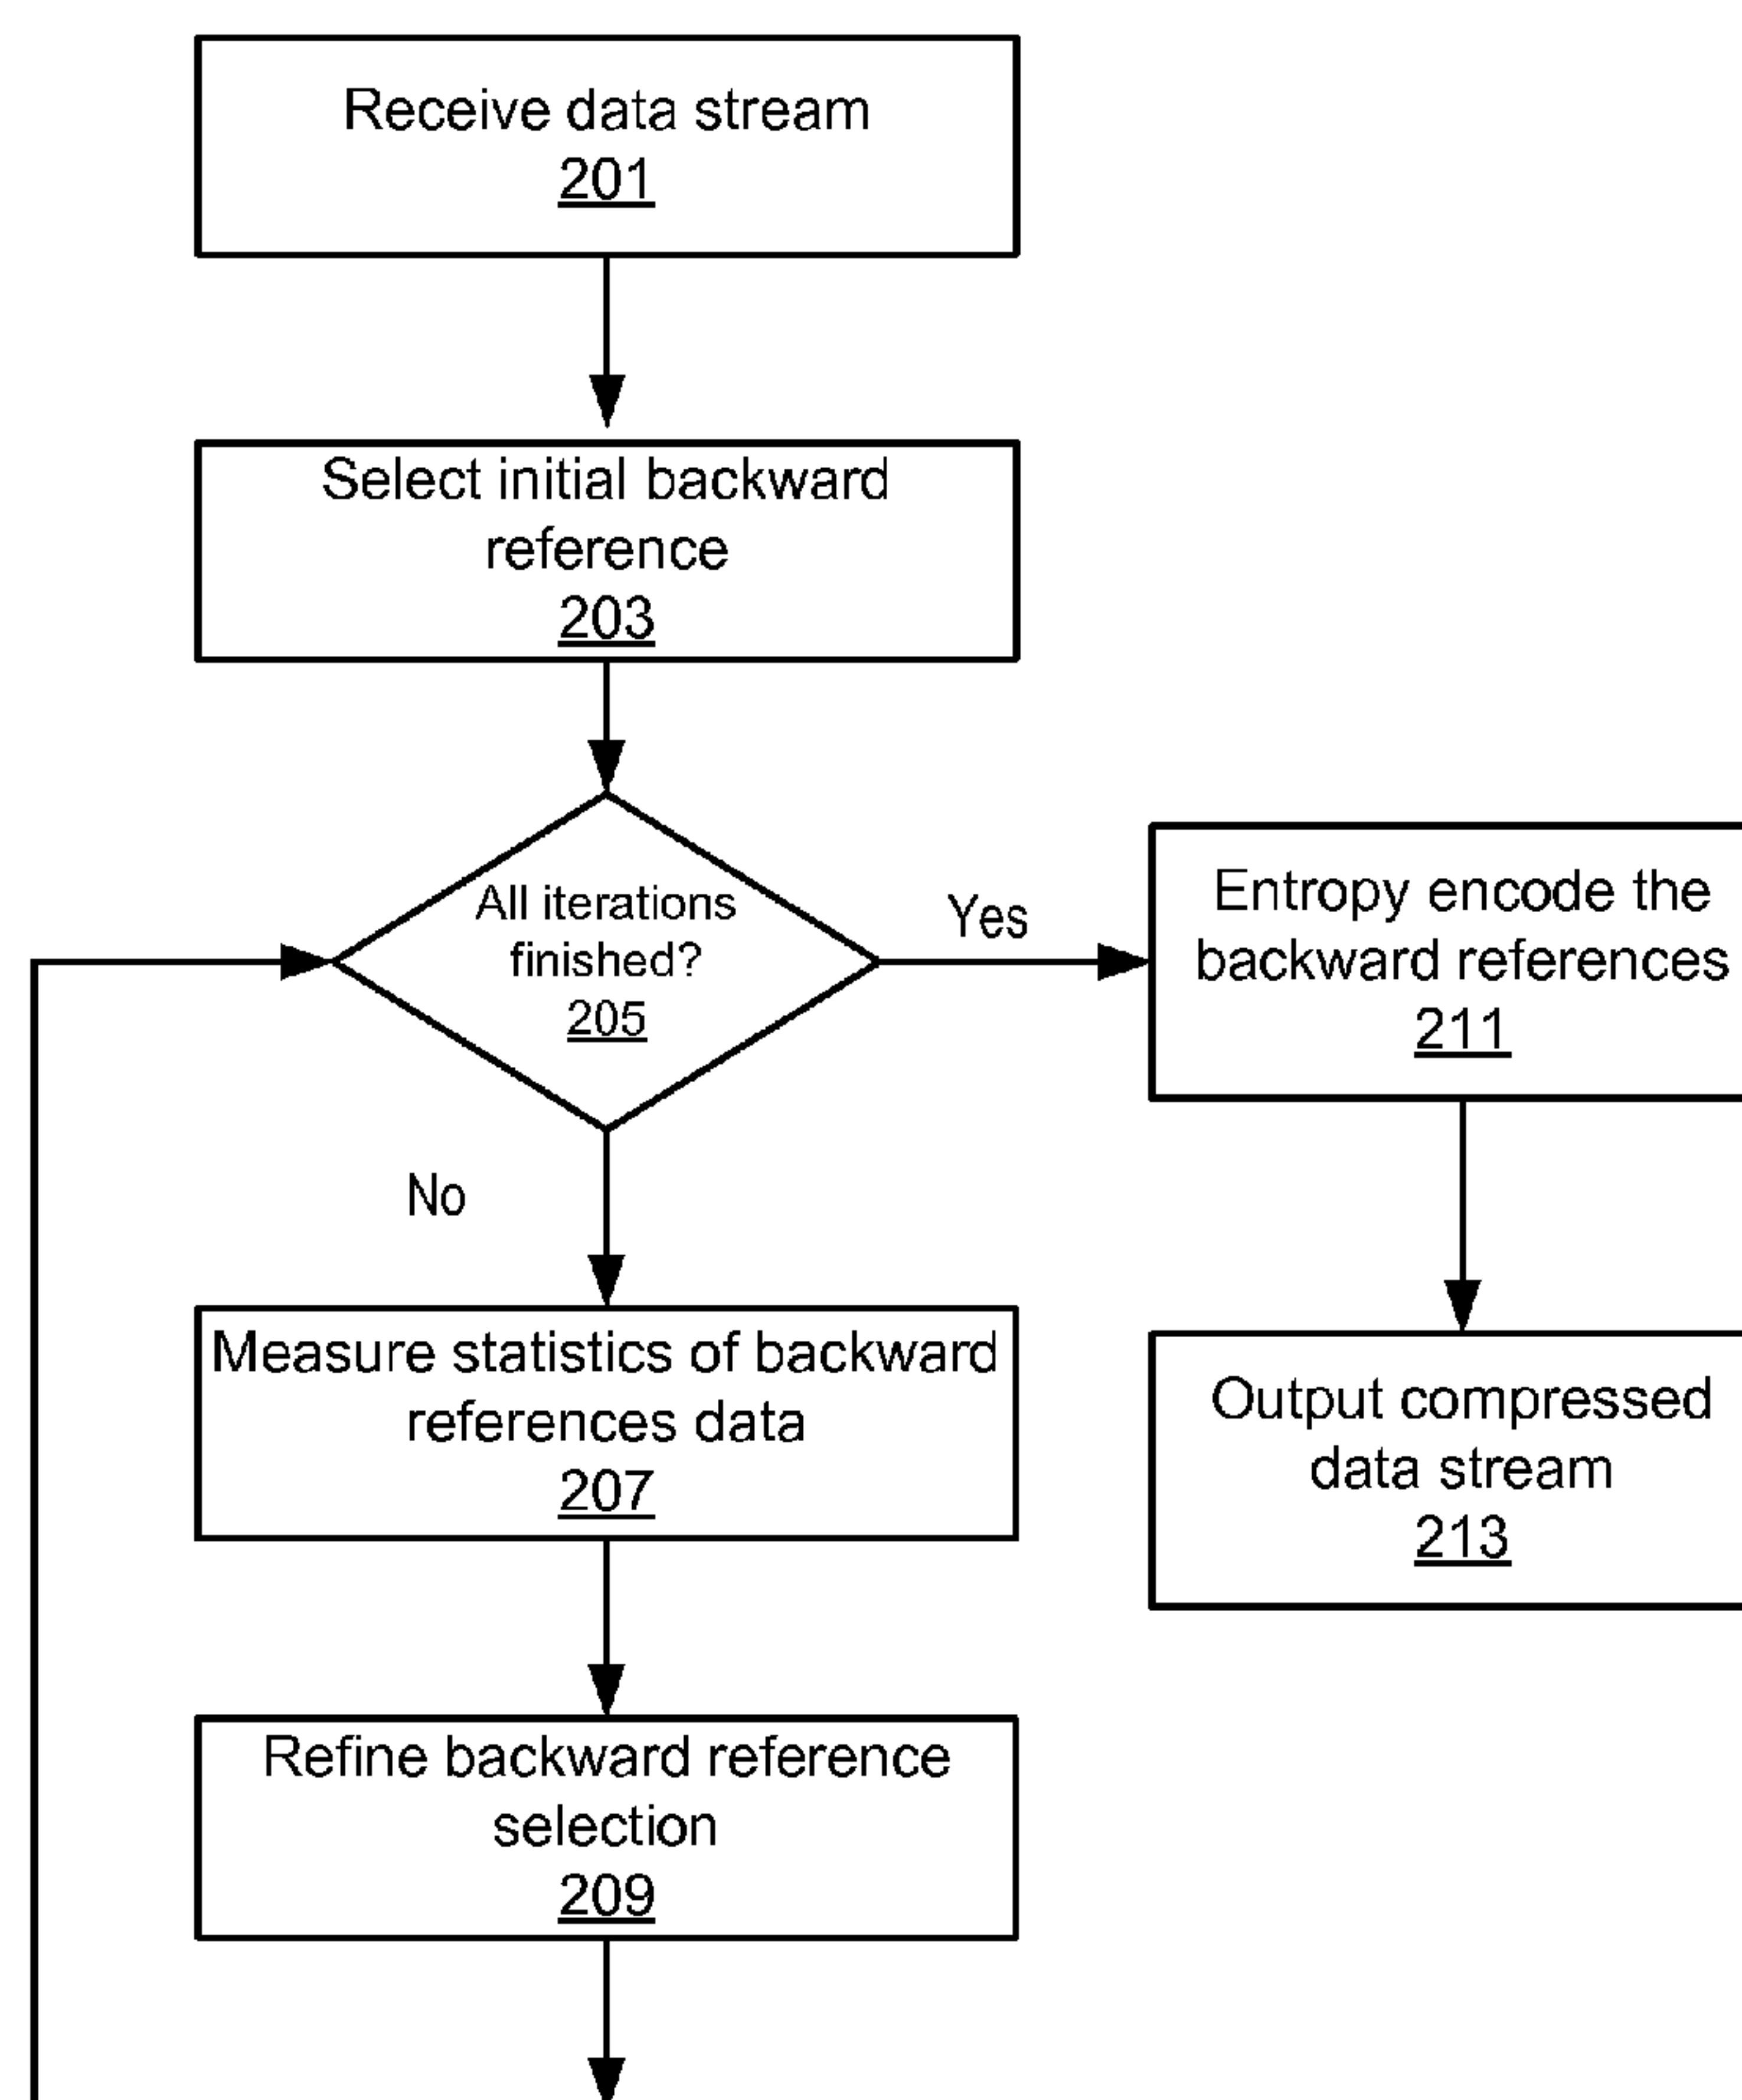 Receive data stream
201
Select initial backward
reference
203
All iterations
finished?
205
Yes
No
Entropy encode the
backward references
211
Measure statistics of backward
references data
207
Output compressed
data stream
213
Refine backward reference
selection
209